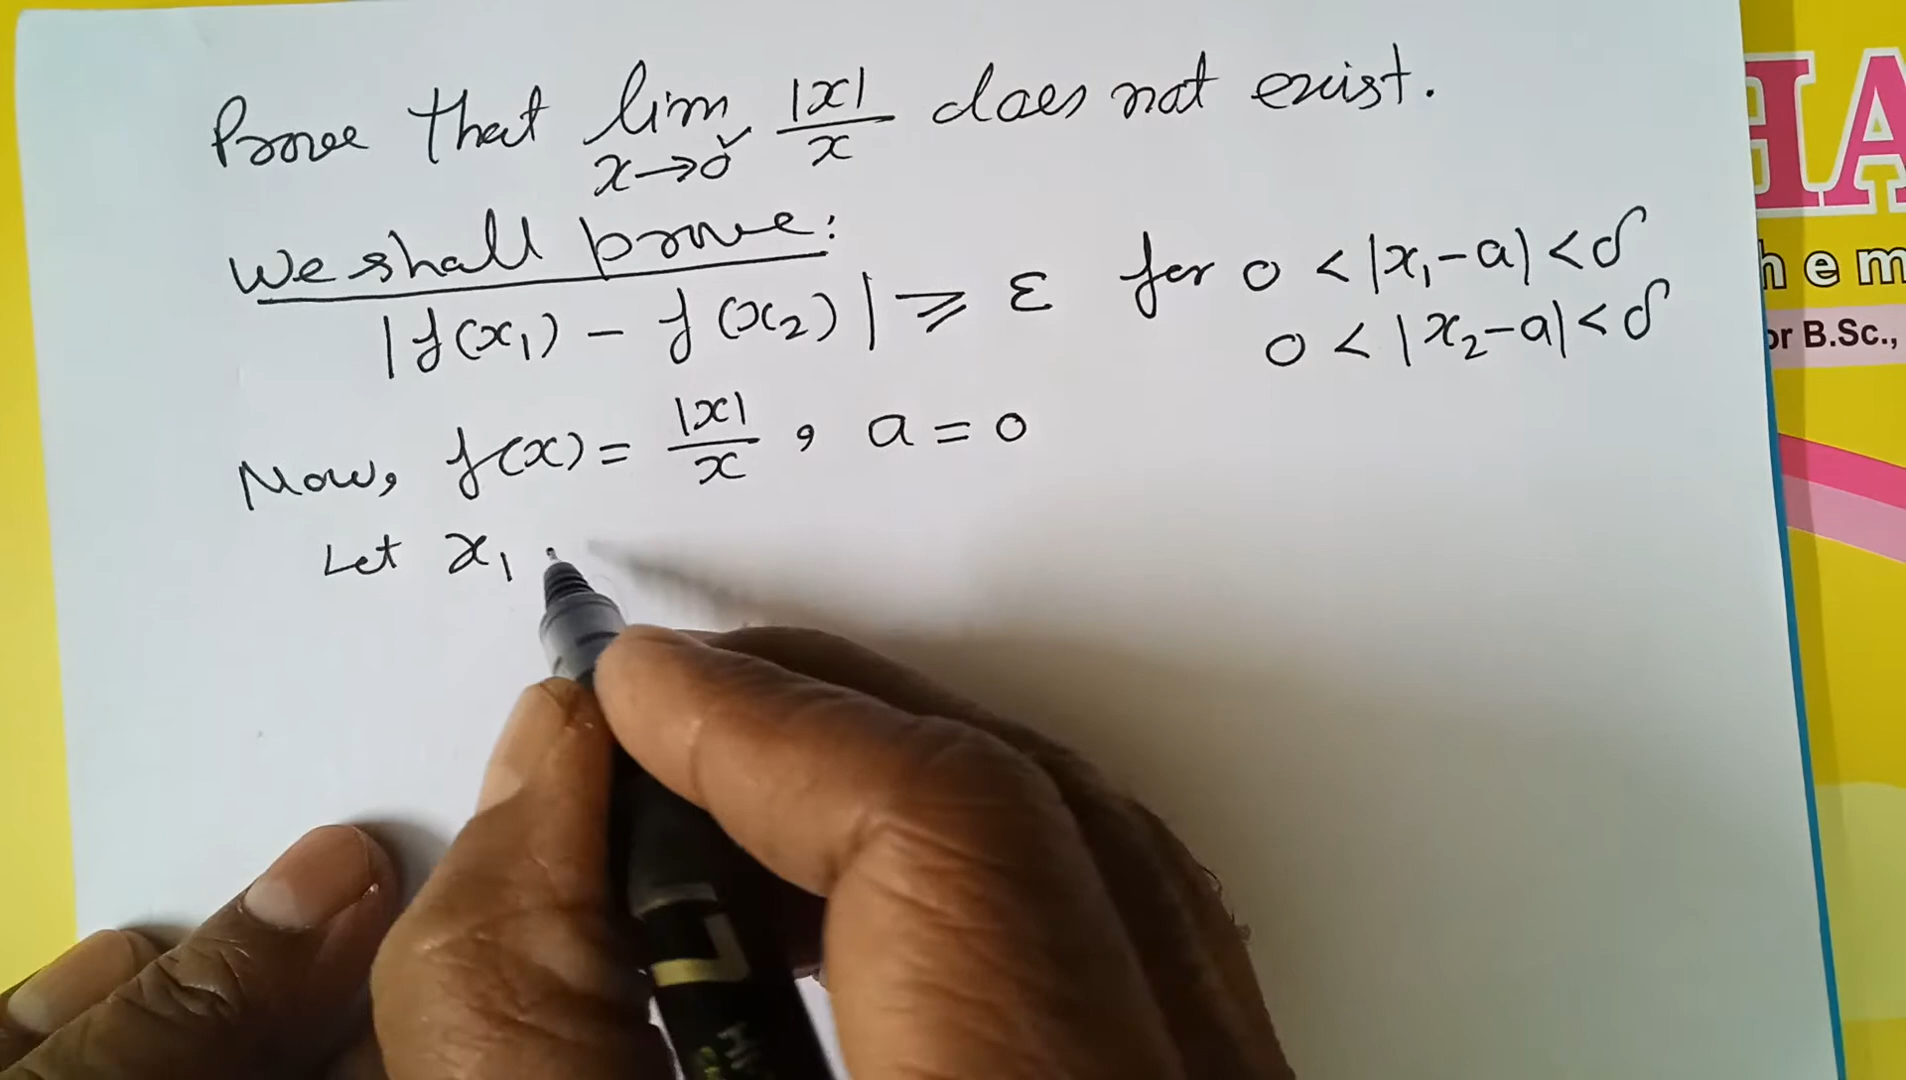 Prove that lim |x|/x does not exist.
x→0
We shall prove:
|f(x₁) - f(x₂)| ⩾ ε for 0 < |x₁-a| < δ
0 < |x₂-a| < δ
Now, f(x) = |x|/x , a = 0
Let x₁
HA
hem
or B.Sc.,